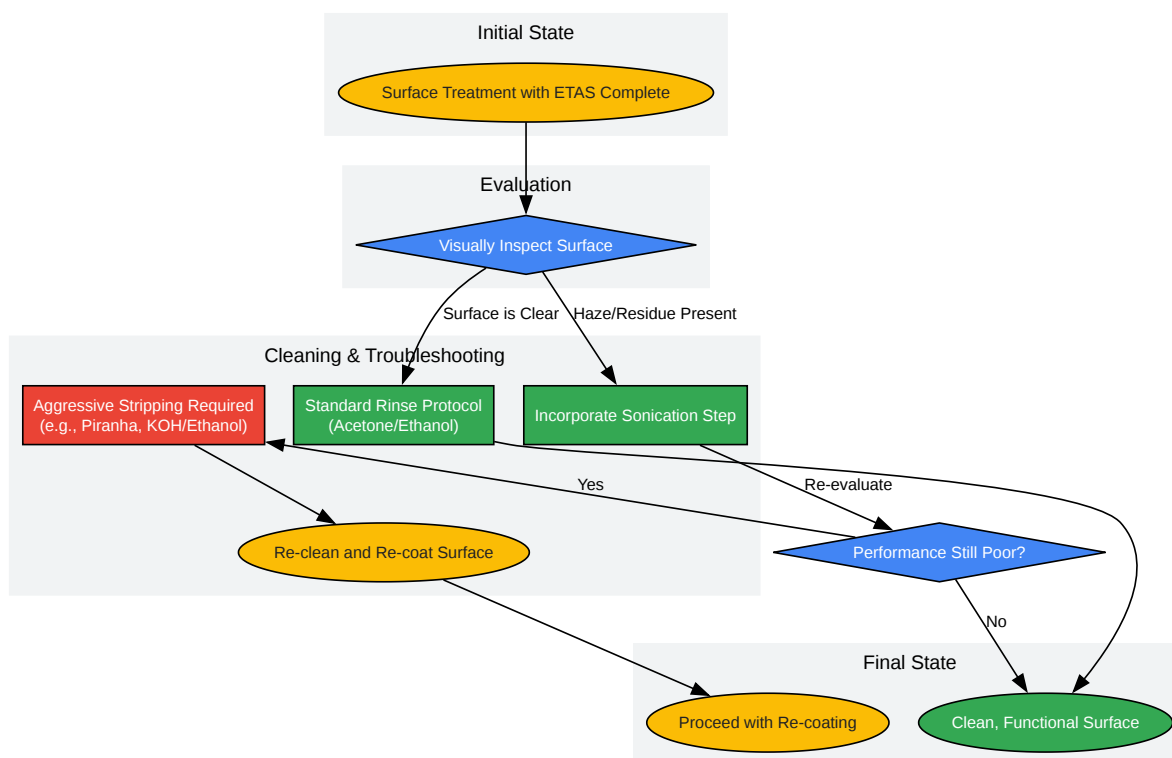 Initial State
Surface Treatment with ETAS Complete
Evaluation
Visually Inspect Surface
Surface is Clear
Haze/Residue Present
Cleaning & Troubleshooting
Aggressive Stripping Required
(e.g., Piranha, KOH/Ethanol)
Standard Rinse Protocol
(Acetone/Ethanol)
Incorporate Sonication Step
Yes
Re-evaluate
Re-clean and Re-coat Surface
Performance Still Poor?
No
Final State
Proceed with Re-coating
Clean, Functional Surface